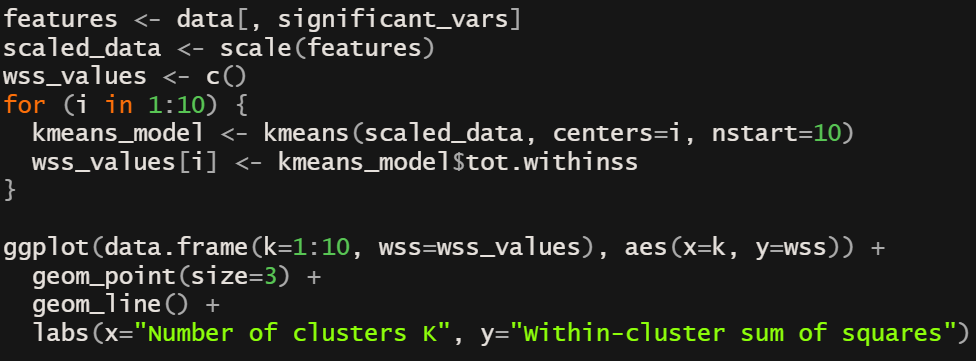 features <- data[, significant_vars]
scaled_data <- scale(features)
wss_values <- c()
for (i in 1:10) {
  kmeans_model <- kmeans(scaled_data, centers=i, nstart=10)
  wss_values[i] <- kmeans_model$tot.withinss
}

ggplot(data.frame(k=1:10, wss=wss_values), aes(x=k, y=wss)) +
  geom_point(size=3) +
  geom_line() +
  labs(x="Number of clusters K", y="Within-cluster sum of squares")